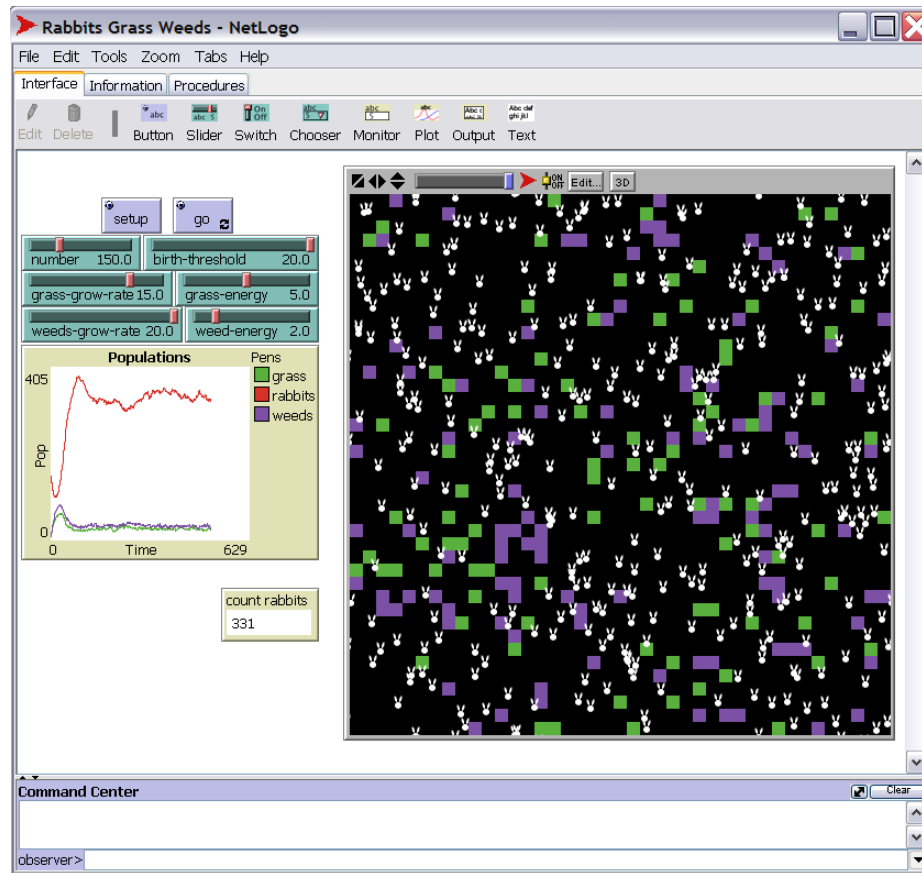 Rabbits Grass Weeds - NetLogo
File Edit Tools Zoom Tabs Help
Interface Information Procedures
Edit Delete Button Slider Switch Chooser Monitor Plot Output Text
ON
OFF Edit... 3D
setup go
number 150.0 birth-threshold 20.0
grass-grow-rate 15.0 grass-energy 5.0
weeds-grow-rate 20.0 weed-energy 2.0
Populations
Pens
grass
rabbits
weeds
405
Pop
0
0 Time 629
count rabbits
331
Command Center Clear
observer>